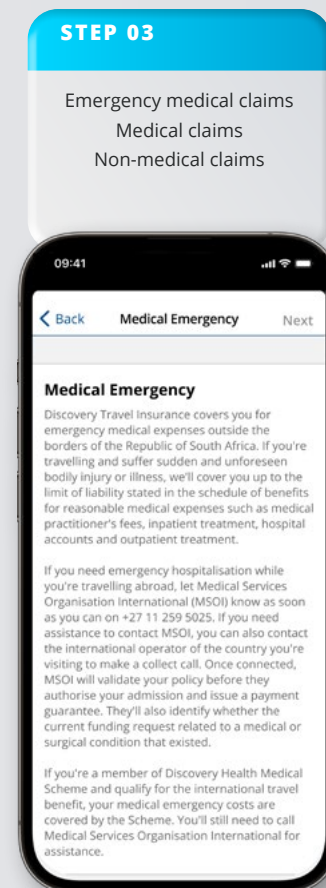 STEP 03
Emergency medical claims
Medical claims
Non-medical claims
09:41
Back Medical Emergency Next
Medical Emergency
Discovery Travel Insurance covers you for
emergency medical expenses outside the
borders of the Republic of South Africa. If you're
travelling and suffer sudden and unforeseen
bodily injury or illness, we'll cover you up to the
limit of liability stated in the schedule of benefits
for reasonable medical expenses such as medical
practitioner's fees, inpatient treatment, hospital
accounts and outpatient treatment.
If you need emergency hospitalisation while
you're travelling abroad, let Medical Services
Organisation International (MSOI) know as soon
as you can on +27 11 259 5025. If you need
assistance to contact MSOI, you can also contact
the international operator of the country you're
visiting to make a collect call. Once connected,
MSOI will validate your policy before they
authorise your admission and issue a payment
guarantee. They'll also identify whether the
current funding request related to a medical or
surgical condition that existed.
If you're a member of Discovery Health Medical
Scheme and qualify for the international travel
benefit, your medical emergency costs are
covered by the Scheme. You'll still need to call
Medical Services Organisation International for
assistance.